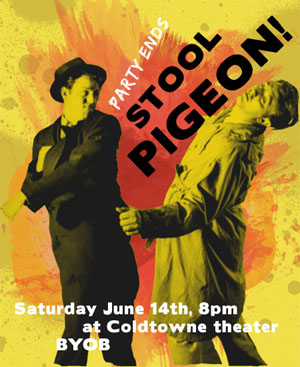 PARTY ENDS
STOOL
PIGEON!
Saturday June 14th, 8pm
at Coldtowne theater
BYOB